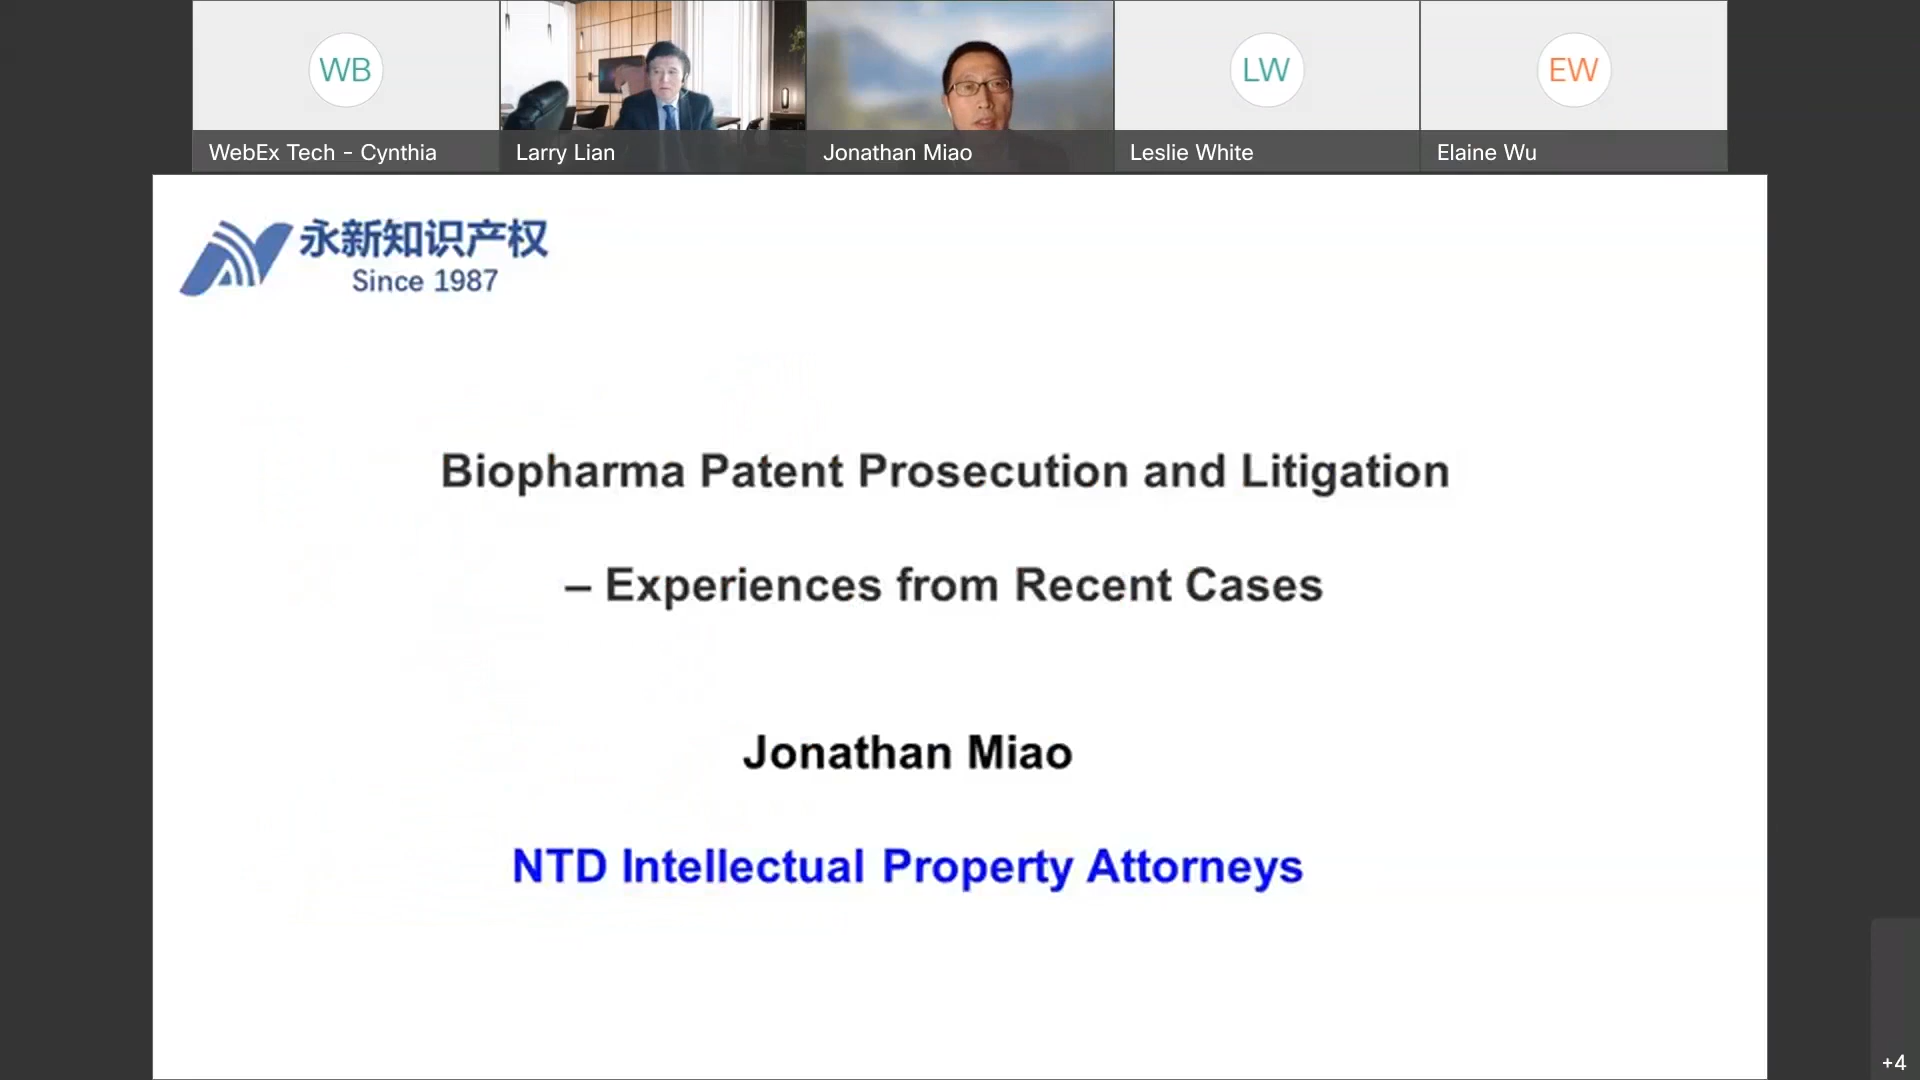 WB
LW
EW
WebEx Tech - Cynthia
Larry Lian
Jonathan Miao
Leslie White
Elaine Wu
永新知识产权
Since 1987
Biopharma Patent Prosecution and Litigation
– Experiences from Recent Cases
Jonathan Miao
NTD Intellectual Property Attorneys
+4